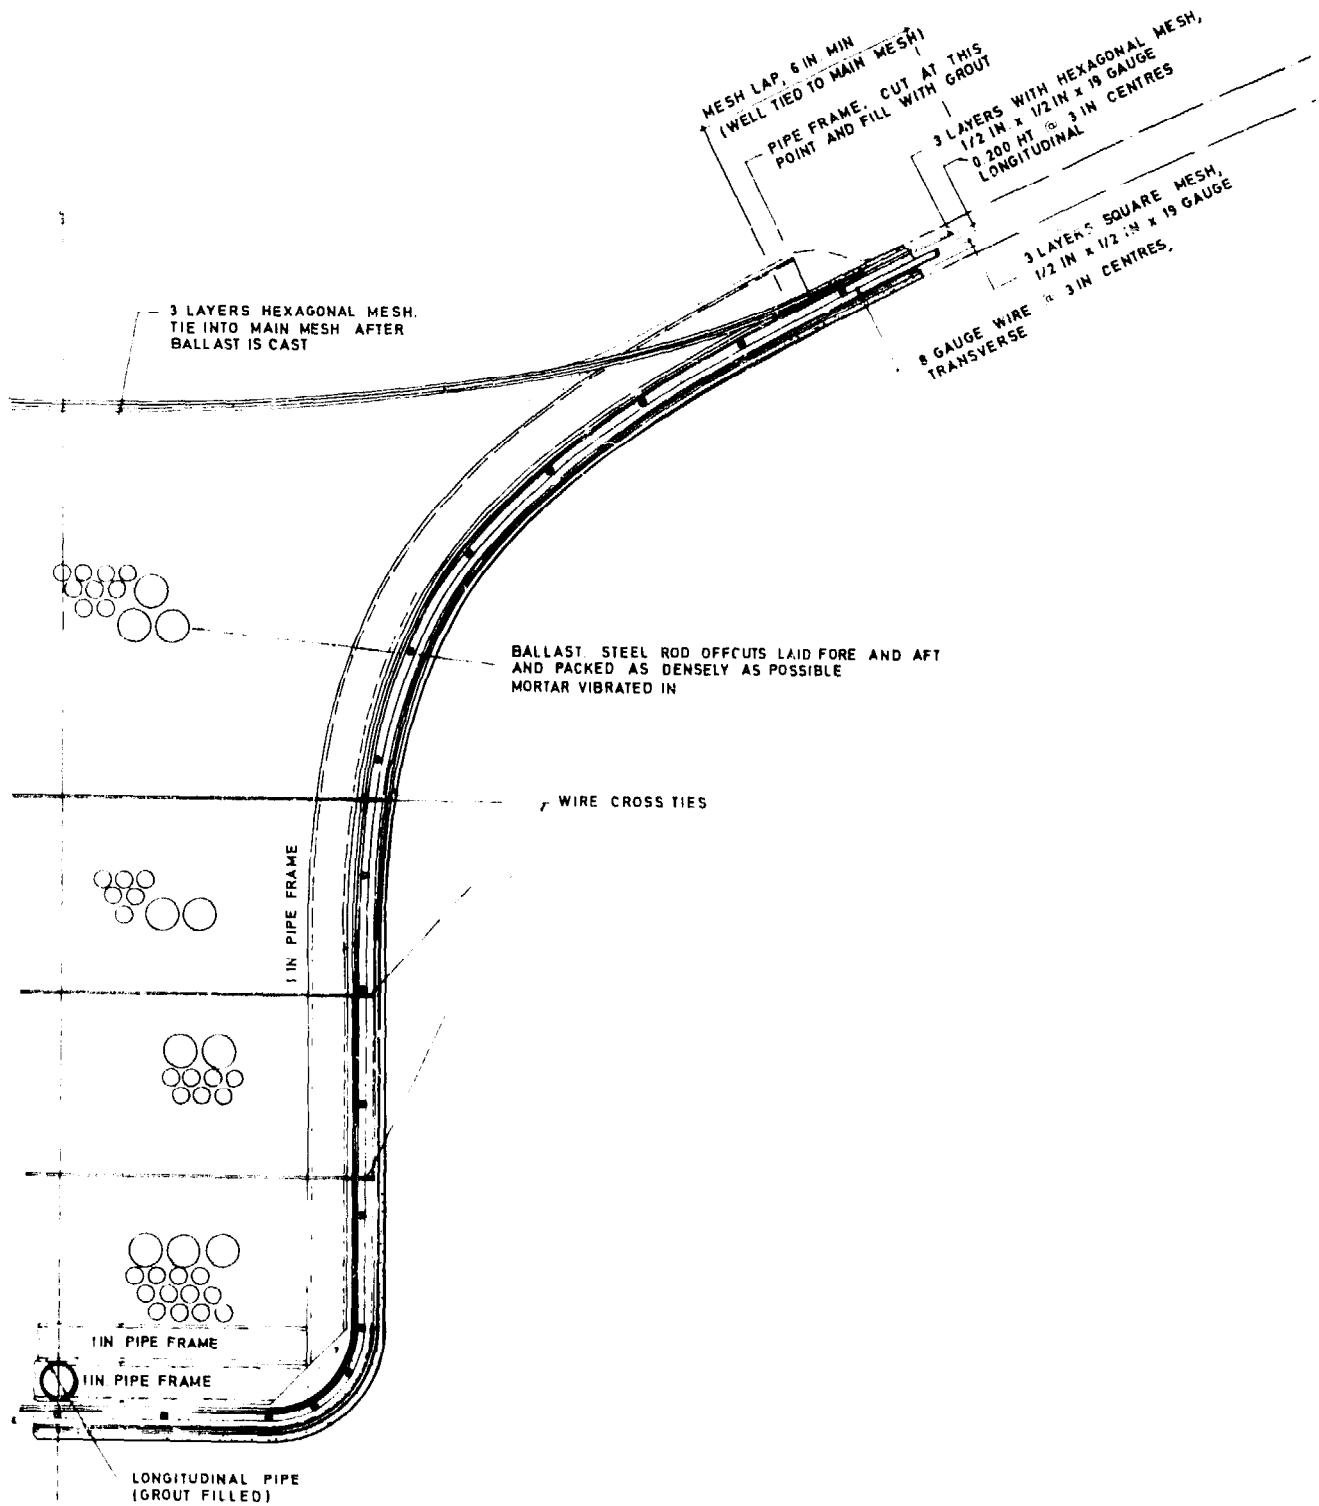 MESH LAP, 6 IN. MIN
(WELL TIED TO MAIN MESH)
PIPE FRAME, CUT AT THIS
POINT AND FILL WITH GROUT
3 LAYERS WITH HEXAGONAL MESH,
1/2 IN. x 1/2 IN x 19 GAUGE
0.200 HT @ 3 IN CENTRES
LONGITUDINAL
3 LAYERS SQUARE MESH,
1/2 IN x 1/2 IN x 19 GAUGE
8 GAUGE WIRE @ 3 IN CENTRES,
TRANSVERSE
3 LAYERS HEXAGONAL MESH.
TIE INTO MAIN MESH AFTER
BALLAST IS CAST
BALLAST. STEEL ROD OFFCUTS LAID FORE AND AFT
AND PACKED AS DENSELY AS POSSIBLE
MORTAR VIBRATED IN
WIRE CROSS TIES
1 IN PIPE FRAME
1IN PIPE FRAME
1IN PIPE FRAME
LONGITUDINAL PIPE
(GROUT FILLED)